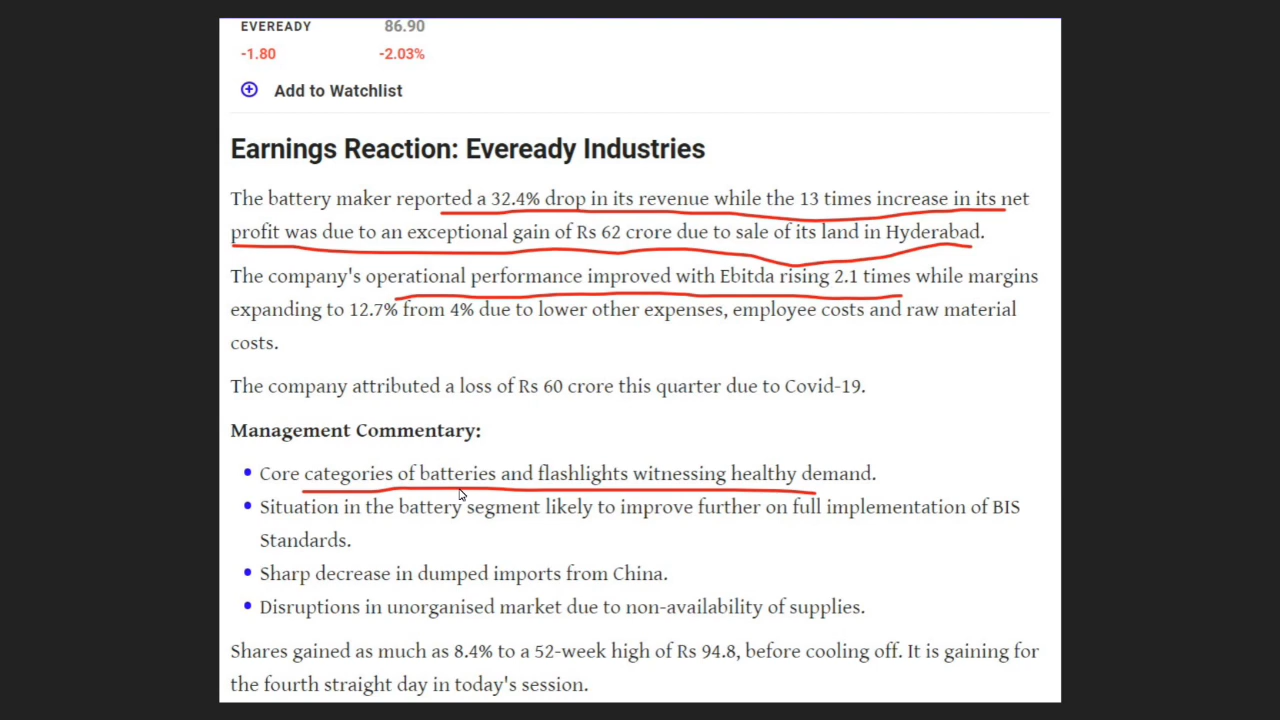 EVEREADY 86.90
-1.80 -2.03%
Add to Watchlist
Earnings Reaction: Eveready Industries
The battery maker reported a 32.4% drop in its revenue while the 13 times increase in its net
profit was due to an exceptional gain of Rs 62 crore due to sale of its land in Hyderabad.
The company's operational performance improved with Ebitda rising 2.1 times while margins
expanding to 12.7% from 4% due to lower other expenses, employee costs and raw material
costs.
The company attributed a loss of Rs 60 crore this quarter due to Covid-19.
Management Commentary:
• Core categories of batteries and flashlights witnessing healthy demand.
• Situation in the battery segment likely to improve further on full implementation of BIS
Standards.
• Sharp decrease in dumped imports from China.
• Disruptions in unorganised market due to non-availability of supplies.
Shares gained as much as 8.4% to a 52-week high of Rs 94.8, before cooling off. It is gaining for
the fourth straight day in today's session.